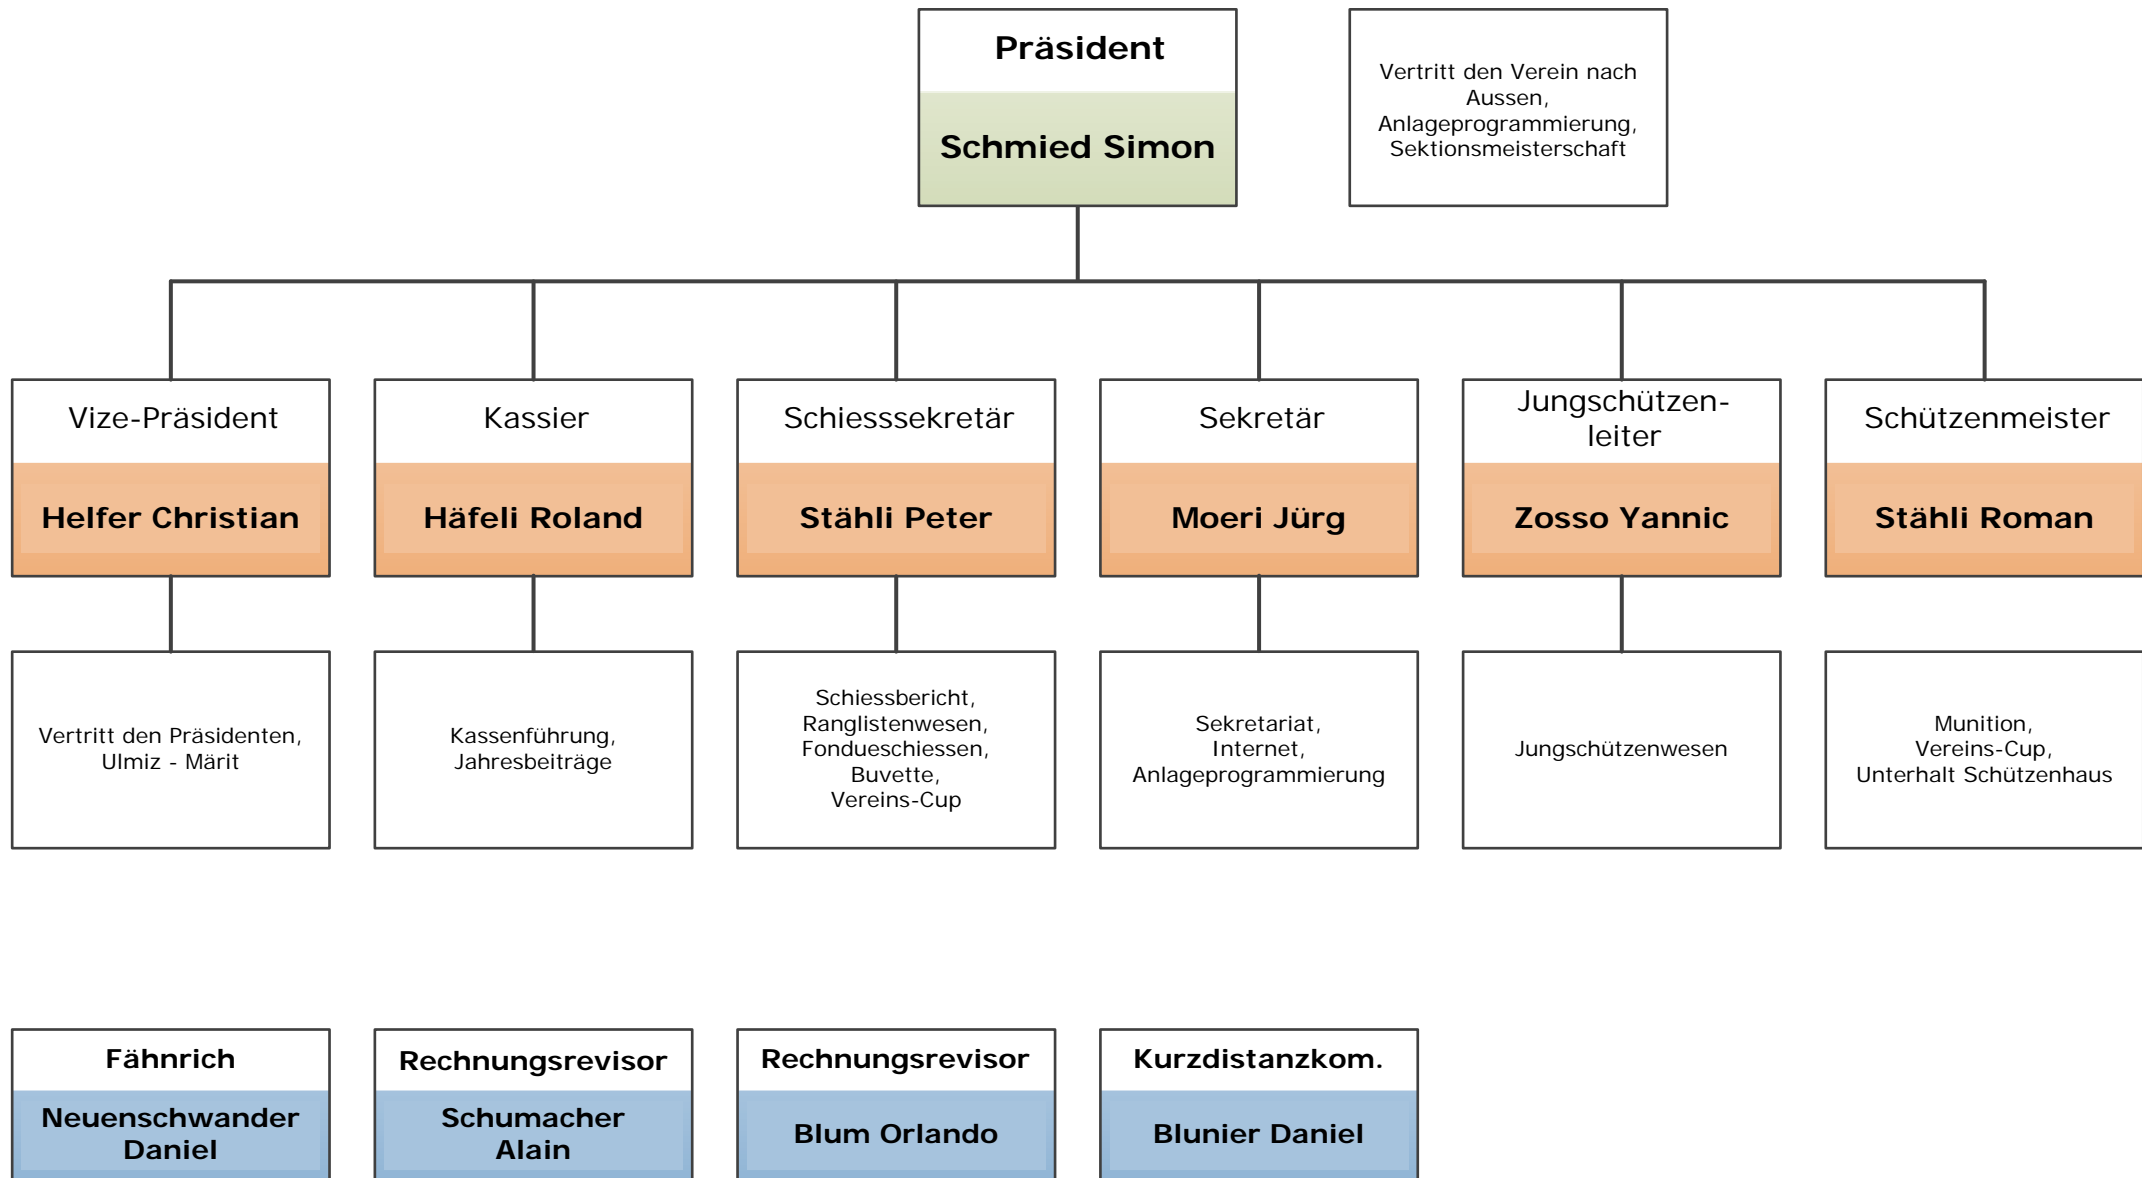 Präsident
Schmied Simon
Vertritt den Verein nach
Aussen,
Anlageprogrammierung,
Sektionsmeisterschaft
Vize-Präsident
Helfer Christian
Kassier
Häfeli Roland
Schiesssekretär
Stähli Peter
Sekretär
Moeri Jürg
Jungschützen-
leiter
Zosso Yannic
Schützenmeister
Stähli Roman
Vertritt den Präsidenten,
Ulmiz - Märit
Kassenführung,
Jahresbeiträge
Schiessbericht,
Ranglistenwesen,
Fondueschiessen,
Buvette,
Vereins-Cup
Sekretariat,
Internet,
Anlageprogrammierung
Jungschützenwesen
Munition,
Vereins-Cup,
Unterhalt Schützenhaus
Fähnrich
Neuenschwander
Daniel
Rechnungsrevisor
Schumacher
Alain
Rechnungsrevisor
Blum Orlando
Kurzdistanzkom.
Blunier Daniel